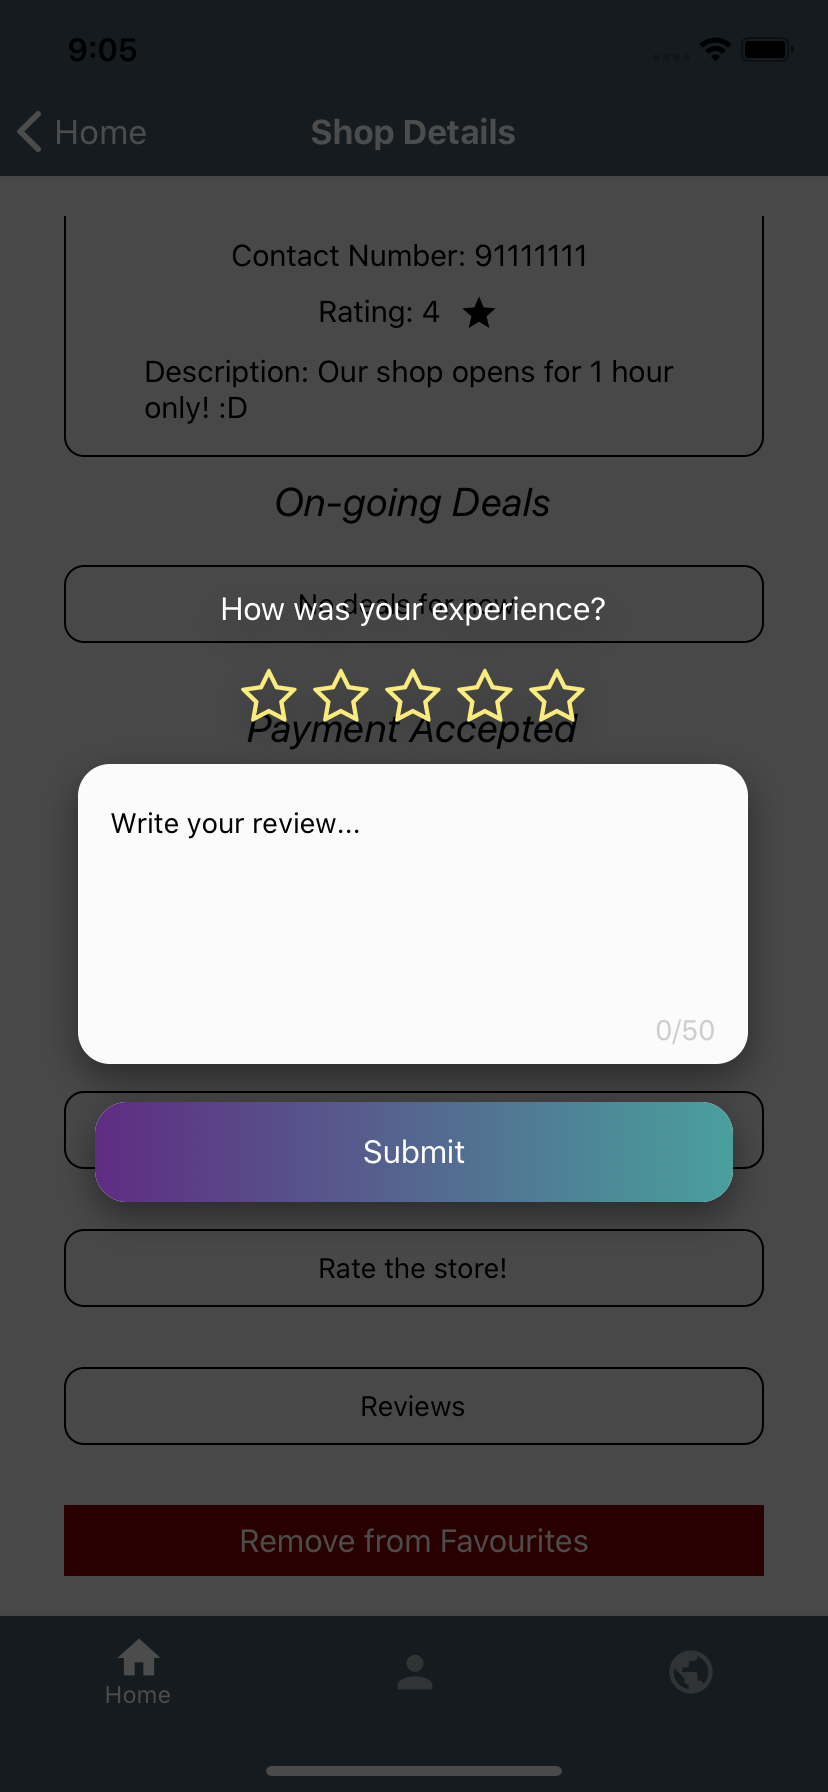 9:05
Home
Shop Details
Contact Number: 91111111
Rating: 4
Description: Our shop opens for 1 hour
only! :D
On-going Deals
No deals for now
How was your experience?
Payment Accepted
Write your review...
0/50
Submit
Rate the store!
Reviews
Remove from Favourites
Home